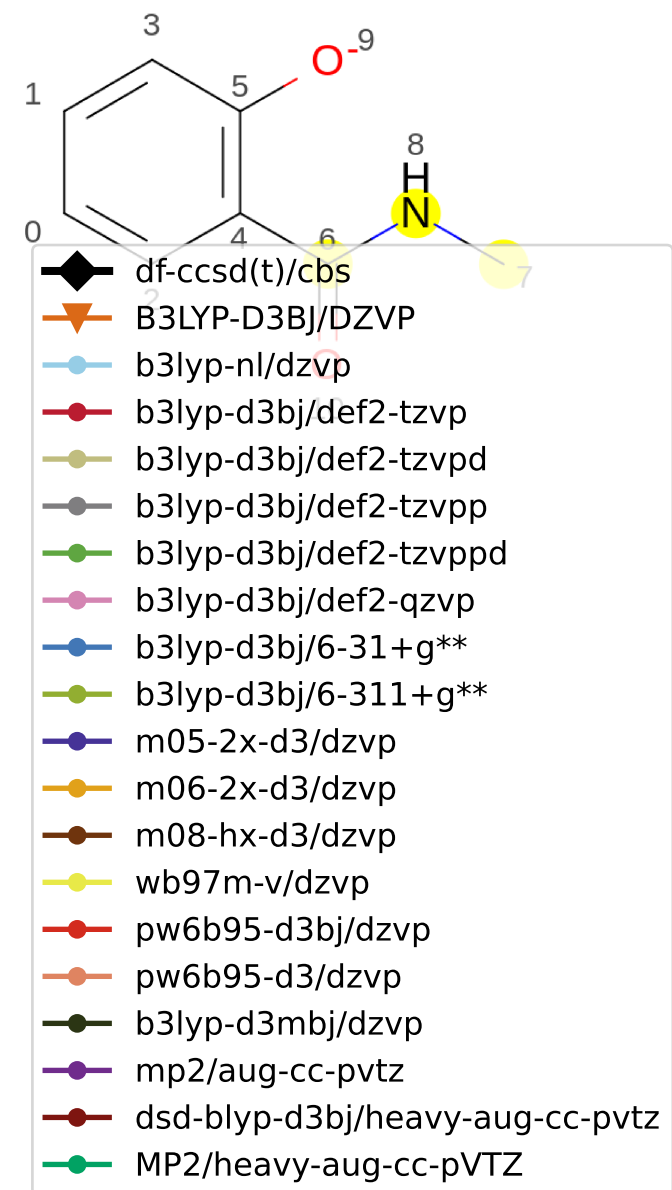 3
O-9
1
5
8
H
N
0
4
6
7
2
O
df-ccsd(t)/cbs
B3LYP-D3BJ/DZVP
b3lyp-nl/dzvp
b3lyp-d3bj/def2-tzvp
b3lyp-d3bj/def2-tzvpd
b3lyp-d3bj/def2-tzvpp
b3lyp-d3bj/def2-tzvppd
b3lyp-d3bj/def2-qzvp
b3lyp-d3bj/6-31+g**
b3lyp-d3bj/6-311+g**
m05-2x-d3/dzvp
m06-2x-d3/dzvp
m08-hx-d3/dzvp
wb97m-v/dzvp
pw6b95-d3bj/dzvp
pw6b95-d3/dzvp
b3lyp-d3mbj/dzvp
mp2/aug-cc-pvtz
dsd-blyp-d3bj/heavy-aug-cc-pvtz
MP2/heavy-aug-cc-pVTZ